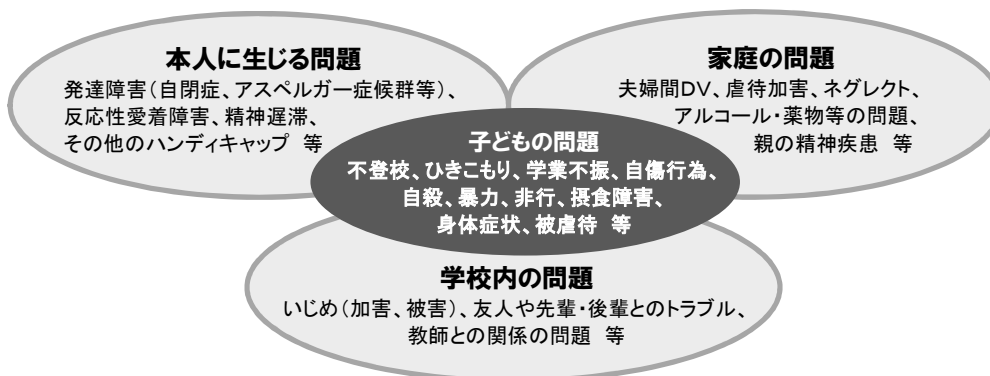 本人に生じる問題
発達障害（自閉症、アスペルガー症候群等）、
反応性愛着障害、精神遅滞、
その他のハンディキャップ 等
家庭の問題
夫婦間DV、虐待加害、ネグレクト、
アルコール・薬物等の問題、
親の精神疾患 等
子どもの問題
不登校、ひきこもり、学業不振、自傷行為、
自殺、暴力、非行、摂食障害、
身体症状、被虐待 等
学校内の問題
いじめ（加害、被害）、友人や先輩・後輩とのトラブル、
教師との関係の問題 等